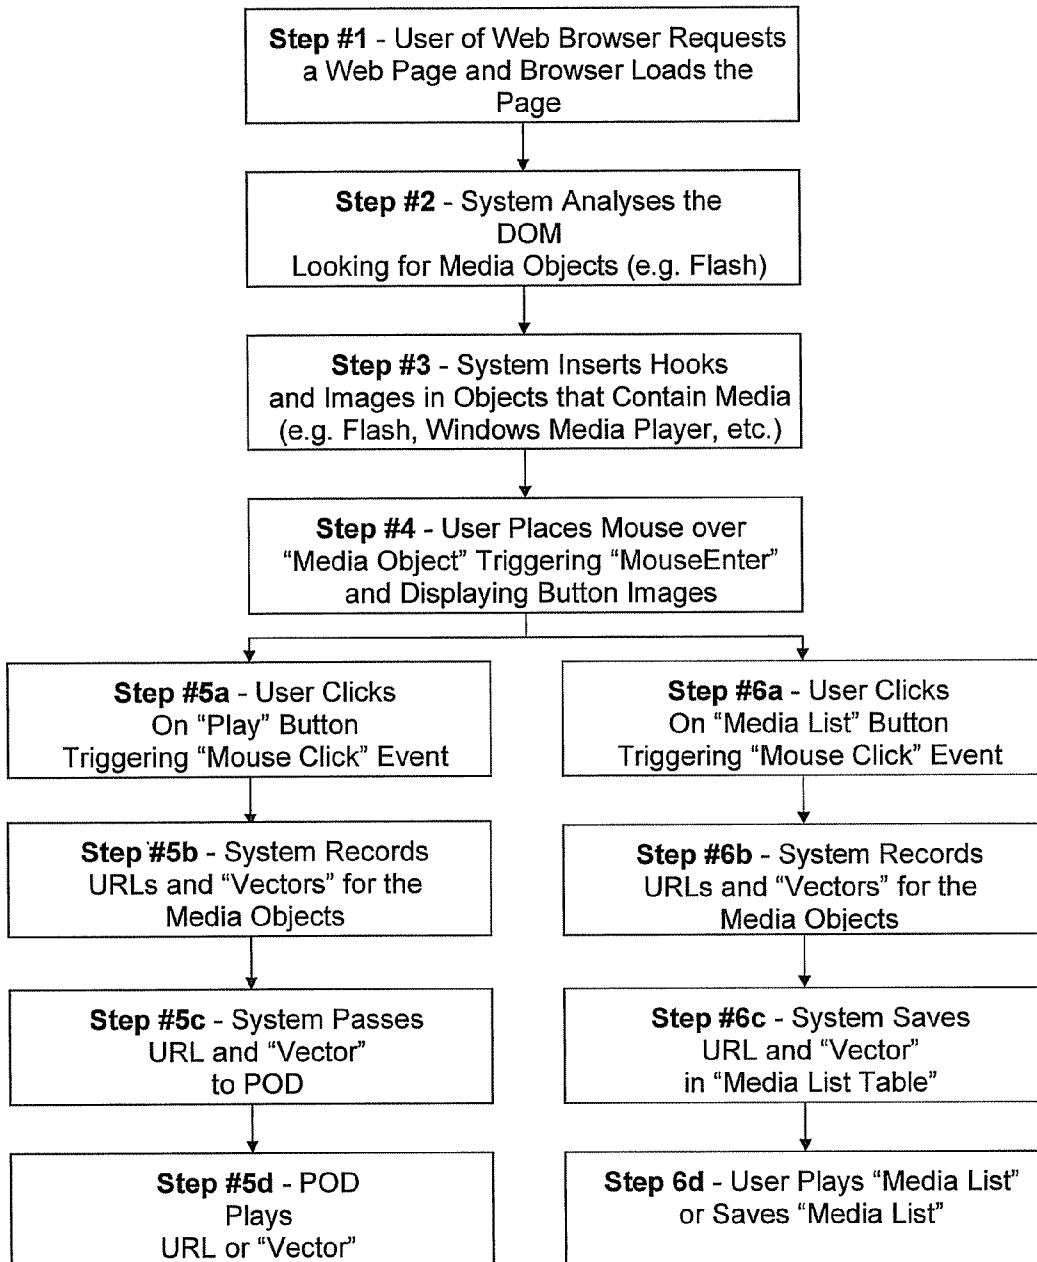 Step #1 - User of Web Browser Requests
a Web Page and Browser Loads the
Page
Step #2 - System Analyses the
DOM
Looking for Media Objects (e.g. Flash)
Step #3 - System Inserts Hooks
and Images in Objects that Contain Media
(e.g. Flash, Windows Media Player, etc.)
Step #4 - User Places Mouse over
“Media Object” Triggering “MouseEnter”
and Displaying Button Images
Step #5a - User Clicks
On “Play” Button
Triggering “Mouse Click” Event
Step #5b - System Records
URLs and “Vectors” for the
Media Objects
Step #5c - System Passes
URL and “Vector”
to POD
Step #5d - POD
Plays
URL or “Vector”
Step #6a - User Clicks
On “Media List” Button
Triggering “Mouse Click” Event
Step #6b - System Records
URLs and “Vectors” for the
Media Objects
Step #6c - System Saves
URL and “Vector”
in “Media List Table”
Step 6d - User Plays “Media List”
or Saves “Media List”